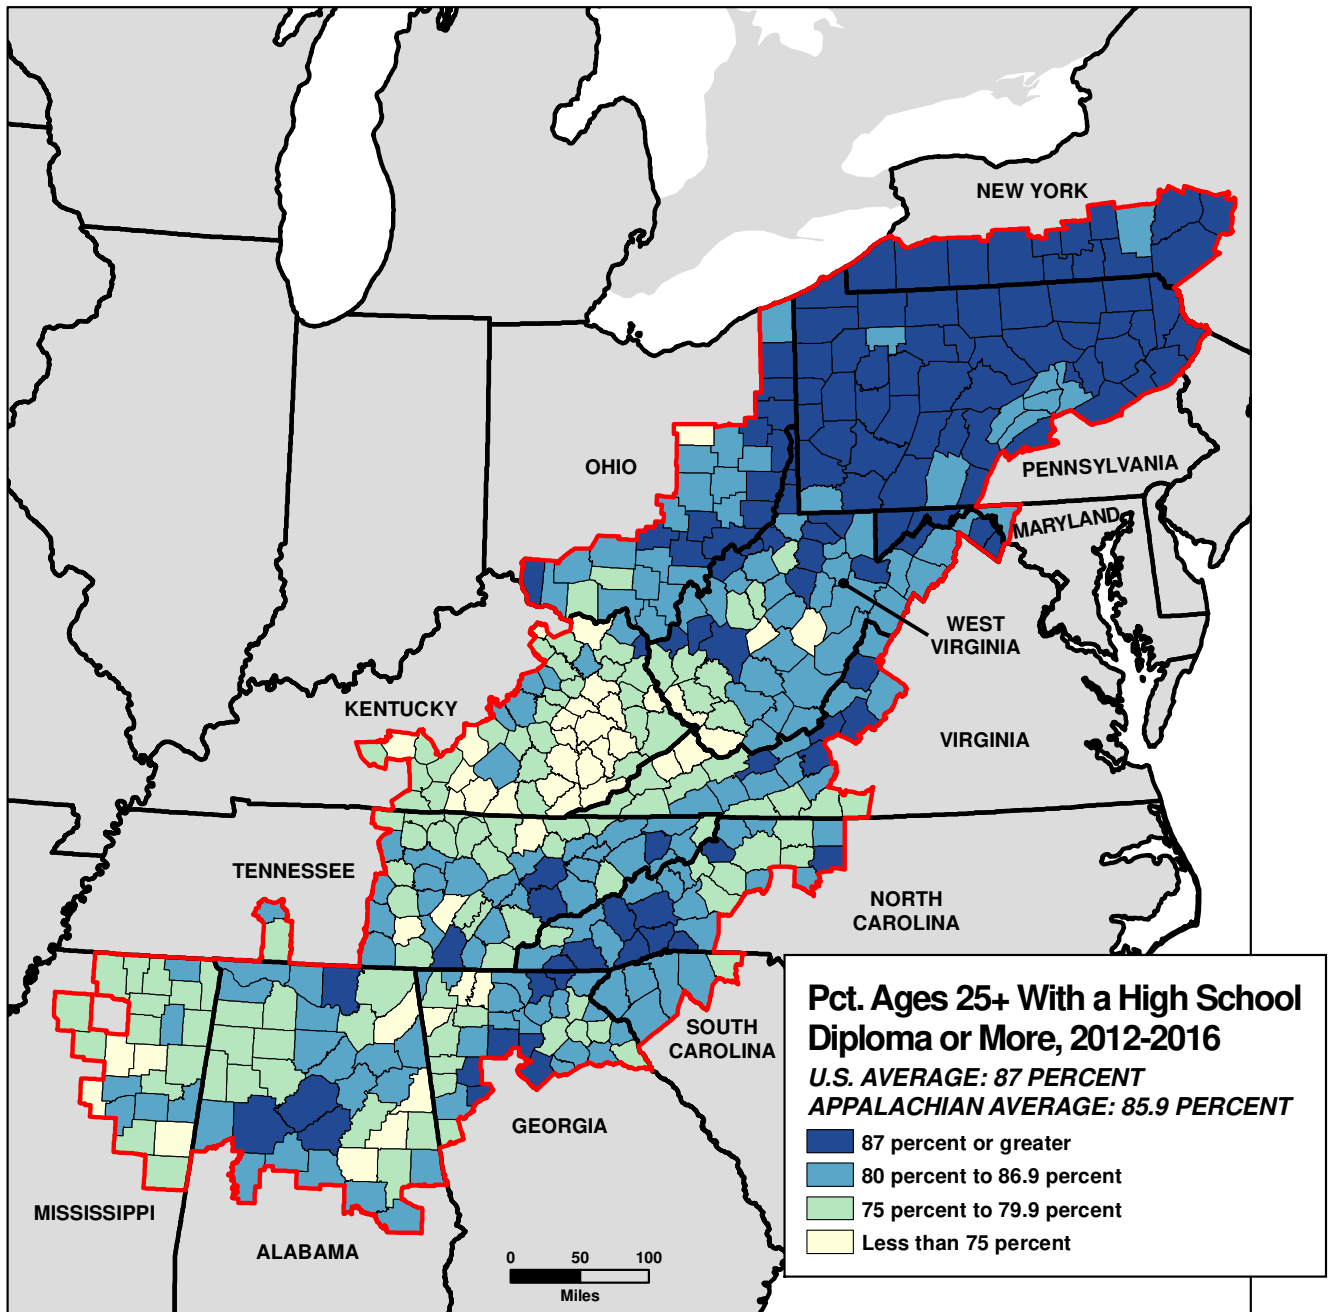 NEW YORK
OHIO
PENNSYLVANIA
MARYLAND
WEST
VIRGINIA
KENTUCKY
VIRGINIA
TENNESSEE
NORTH
CAROLINA
SOUTH
CAROLINA
GEORGIA
MISSISSIPPI
ALABAMA
0 50 100
Miles
Pct. Ages 25+ With a High School
Diploma or More, 2012-2016
U.S. AVERAGE: 87 PERCENT
APPALACHIAN AVERAGE: 85.9 PERCENT
87 percent or greater
80 percent to 86.9 percent
75 percent to 79.9 percent
Less than 75 percent